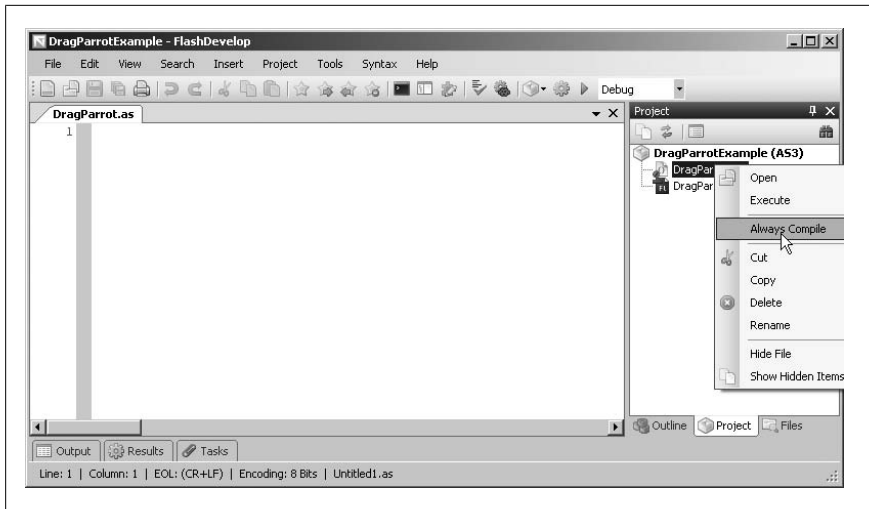 DragParrotExample - FlashDevelop
File Edit View Search Insert Project Tools Syntax Help
Debug
DragParrot.as
1
Project
DragParrotExample (AS3)
DragPar
DragPar
Open
Execute
Always Compile
Cut
Copy
Delete
Rename
Hide File
Show Hidden Items
Outline Project Files
Output Results Tasks
Line: 1 | Column: 1 | EOL: (CR+LF) | Encoding: 8 Bits | Untitled1.as